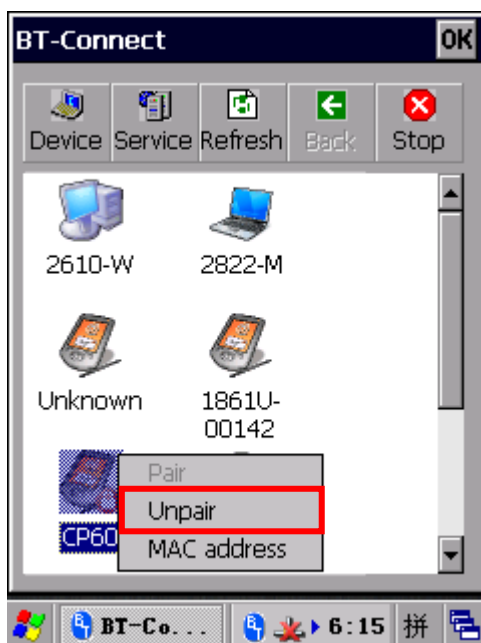 BT-Connect
OK
Device Service Refresh Back Stop
2610-W 2822-M
Unknown 1861U-
00142
Pair
Unpair
CP60
MAC address
BT-Co... 6:15 拼